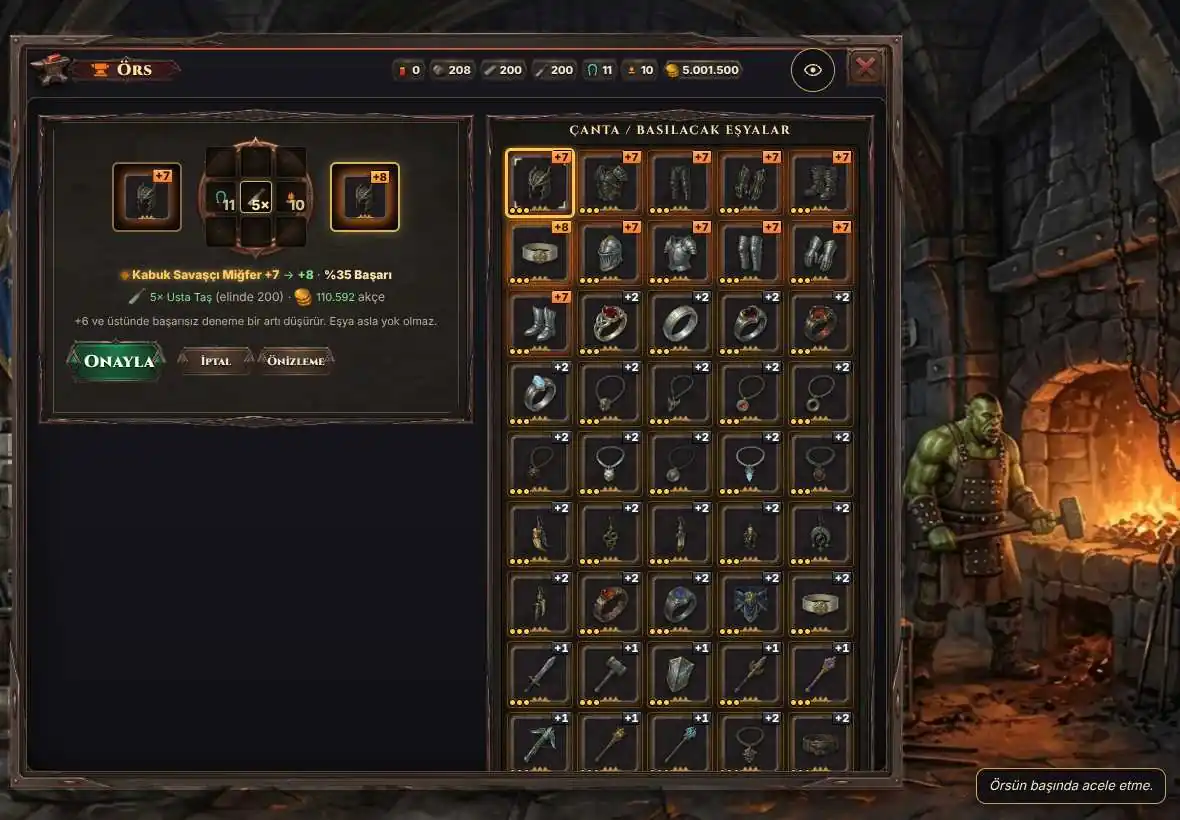 ÖRS
0 208 200 200 11 10 5.001.500
ÇANTA / BASILACAK EŞYALAR
+7 11 5× 10 +8
Kabuk Savaşçı Miğfer +7 → +8 · %35 Başarı
5× Usta Taş (elinde 200) · 110.592 akçe
+6 ve üstünde başarısız deneme bir artı düşürür. Eşya asla yok olmaz.
ONAYLA İPTAL ÖNİZLEME
+7 +7 +7 +7 +7
+8 +7 +7 +7 +7
+7 +2 +2 +2 +2
+2 +2 +2 +2 +2
+2 +2 +2 +2 +2
+2 +2 +2 +2 +2
+2 +2 +2 +2 +2
+1 +1 +1 +1 +1
+1 +1 +1 +2 +2
Örsün başında acele etme.